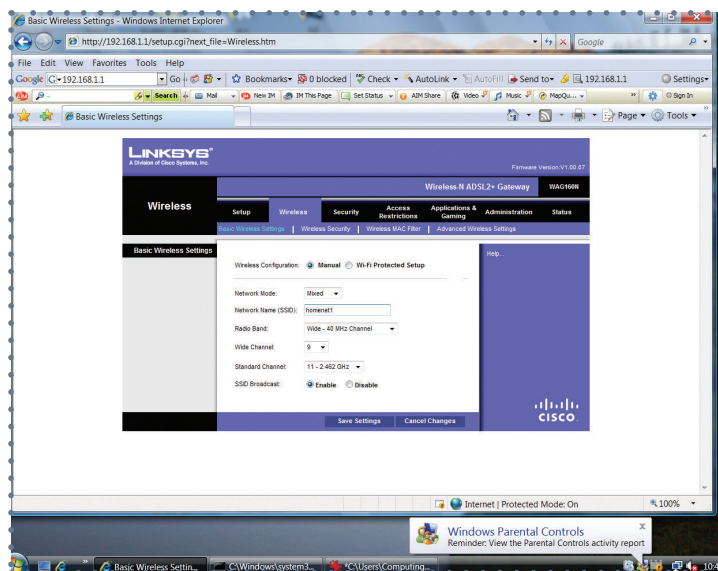 Basic Wireless Settings - Windows Internet Explorer
http://192.168.1.1/setup.cgi?next_file=Wireless.htm
Google
File Edit View Favorites Tools Help
Google G 192.168.1.1 Go Bookmarks 0 blocked Check AutoLink AutoFill Send to 192.168.1.1 Settings
Search Mail New IM IM This Page Set Status AIM Share Video Music MapQu... » Sign In
Basic Wireless Settings Page Tools »
LINKSYS®
A Division of Cisco Systems, Inc.
Firmware Version:V1.00.07
Wireless-N ADSL2+ Gateway WAG160N
Wireless
Setup Wireless Security Access Restrictions Applications & Gaming Administration Status
Basic Wireless Settings | Wireless Security | Wireless MAC Filter | Advanced Wireless Settings
Basic Wireless Settings
Help...
Wireless Configuration: Manual Wi-Fi Protected Setup
Network Mode: Mixed
Network Name (SSID): homenet1
Radio Band: Wide - 40 MHz Channel
Wide Channel: 9
Standard Channel: 11 - 2.462 GHz
SSID Broadcast: Enable Disable
Save Settings Cancel Changes
CISCO.
Internet | Protected Mode: On 100%
Windows Parental Controls X
Reminder: View the Parental Controls activity report
» Basic Wireless Settin... C:\Windows\system3... *C:\Users\Computing... 10:4